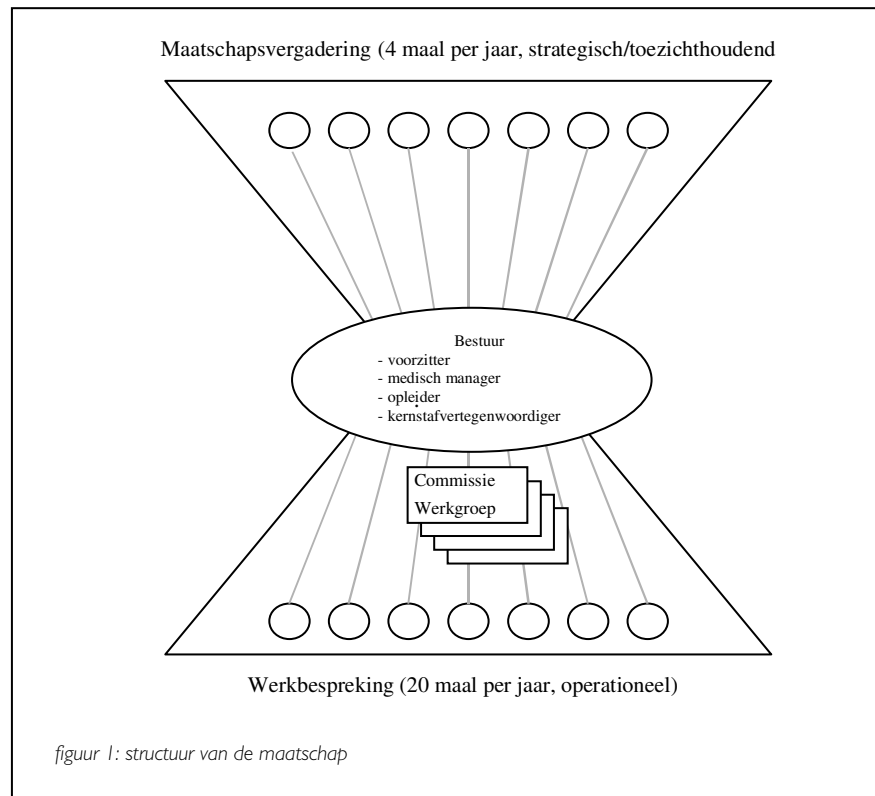 Maatschapsvergadering (4 maal per jaar, strategisch/toezichthoudend
Bestuur
- voorzitter
- medisch manager
- opleider
- kernstafvertegenwoordiger
Commissie
Werkgroep
Werkbespreking (20 maal per jaar, operationeel)
figuur 1: structuur van de maatschap